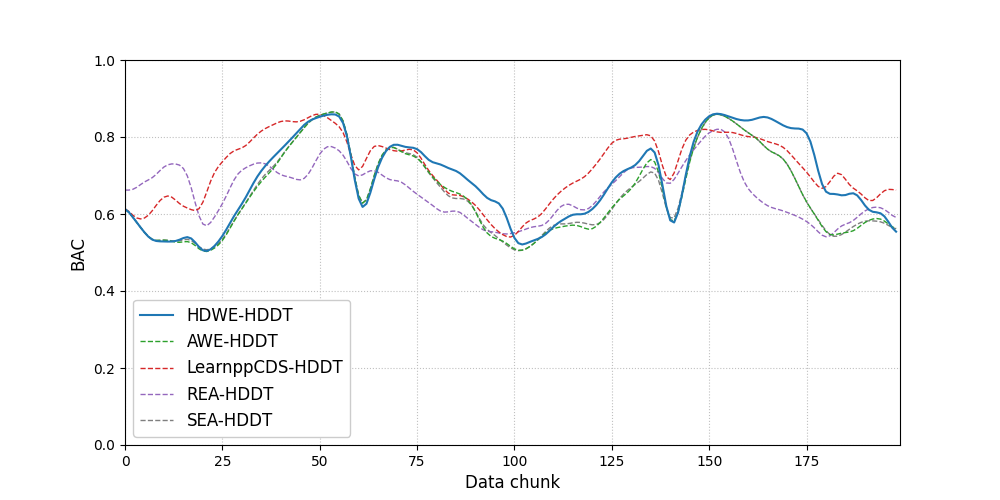 1.0
0.8
0.6
0.4
0.2
0.0
BAC
HDWE-HDDT
AWE-HDDT
LearnppCDS-HDDT
REA-HDDT
SEA-HDDT
0 25 50 75 100 125 150 175
Data chunk